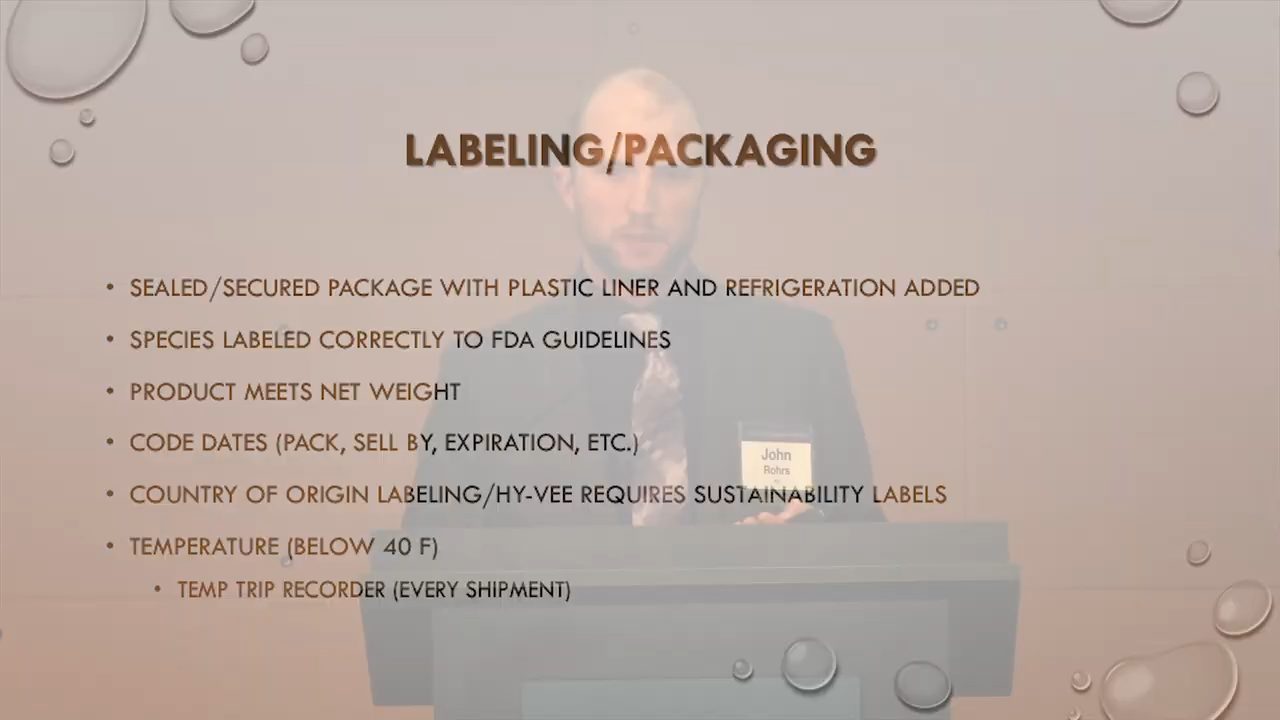 LABELING/PACKAGING
• SEALED/SECURED PACKAGE WITH PLASTIC LINER AND REFRIGERATION ADDED
• SPECIES LABELED CORRECTLY TO FDA GUIDELINES
• PRODUCT MEETS NET WEIGHT
• CODE DATES (PACK, SELL BY, EXPIRATION, ETC.)
• COUNTRY OF ORIGIN LABELING/HY-VEE REQUIRES SUSTAINABILITY LABELS
• TEMPERATURE (BELOW 40 F)
• TEMP TRIP RECORDER (EVERY SHIPMENT)
John
Rohrs